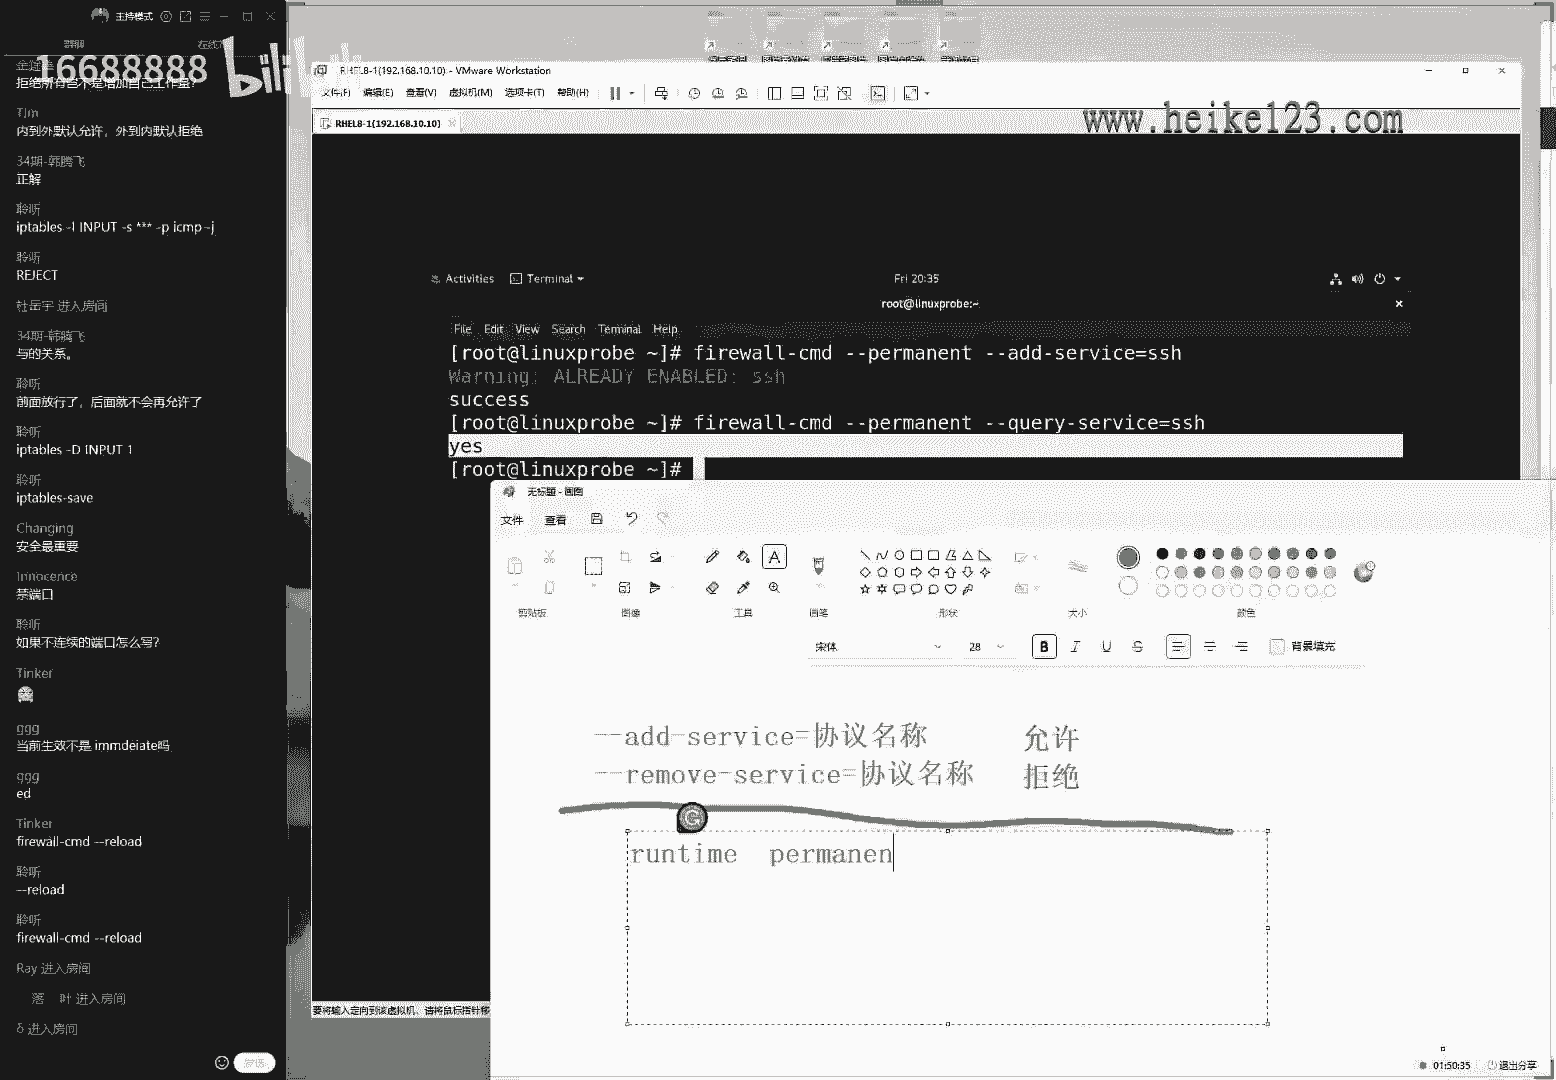 主持模式
群聊
16688888
bili
拒绝所有岂不是增加自己工作量?
Tim
内到外默认允许，外到内默认拒绝
34期-韩腾飞
正解
聆听
iptables -I INPUT -s *** -p icmp -j
聆听
REJECT
34期-韩腾飞
与的关系。
聆听
前面放行了，后面就不会再允许了
聆听
iptables -D INPUT 1
聆听
iptables-save
Changing
安全最重要
Innocence
禁端口
聆听
如果不连续的端口怎么写?
Tinker
ggg
当前生效不是 immdeiate吗
ggg
ed
Tinker
firewall-cmd --reload
聆听
--reload
聆听
firewall-cmd --reload
Ray 进入房间
落 叶 进入房间
δ 进入房间
发送
RHEL8-1(192.168.10.10) - VMware Workstation
文件(F) 编辑(E) 查看(V) 虚拟机(M) 选项卡(T) 帮助(H)
RHEL8-1(192.168.10.10)
www.heike123.com
Activities Terminal Fri 20:35
root@linuxprobe:~
File Edit View Search Terminal Help
[root@linuxprobe ~]# firewall-cmd --permanent --add-service=ssh
Warning: ALREADY_ENABLED: ssh
success
[root@linuxprobe ~]# firewall-cmd --permanent --query-service=ssh
yes
[root@linuxprobe ~]#
要将输入定向到该虚拟机，请将鼠标指针移
无标题 - 画图
文件 查看
剪贴板 图像 工具 画笔 形状 大小 颜色
宋体 28 B I U S 背景填充
--add-service=协议名称 允许
--remove-service=协议名称 拒绝
G
runtime permanen
01:50:35 退出分享